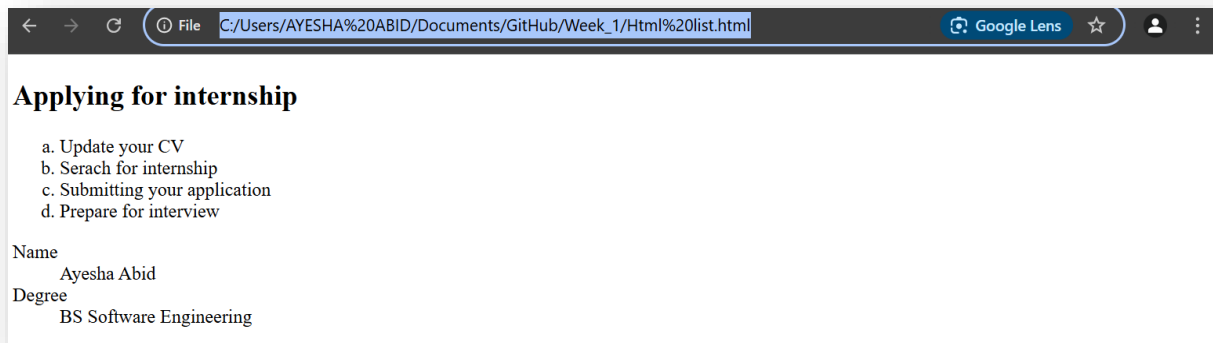 File C:/Users/AYESHA%20ABID/Documents/GitHub/Week_1/Html%20list.html Google Lens
Applying for internship
a. Update your CV
b. Serach for internship
c. Submitting your application
d. Prepare for interview
Name
Ayesha Abid
Degree
BS Software Engineering